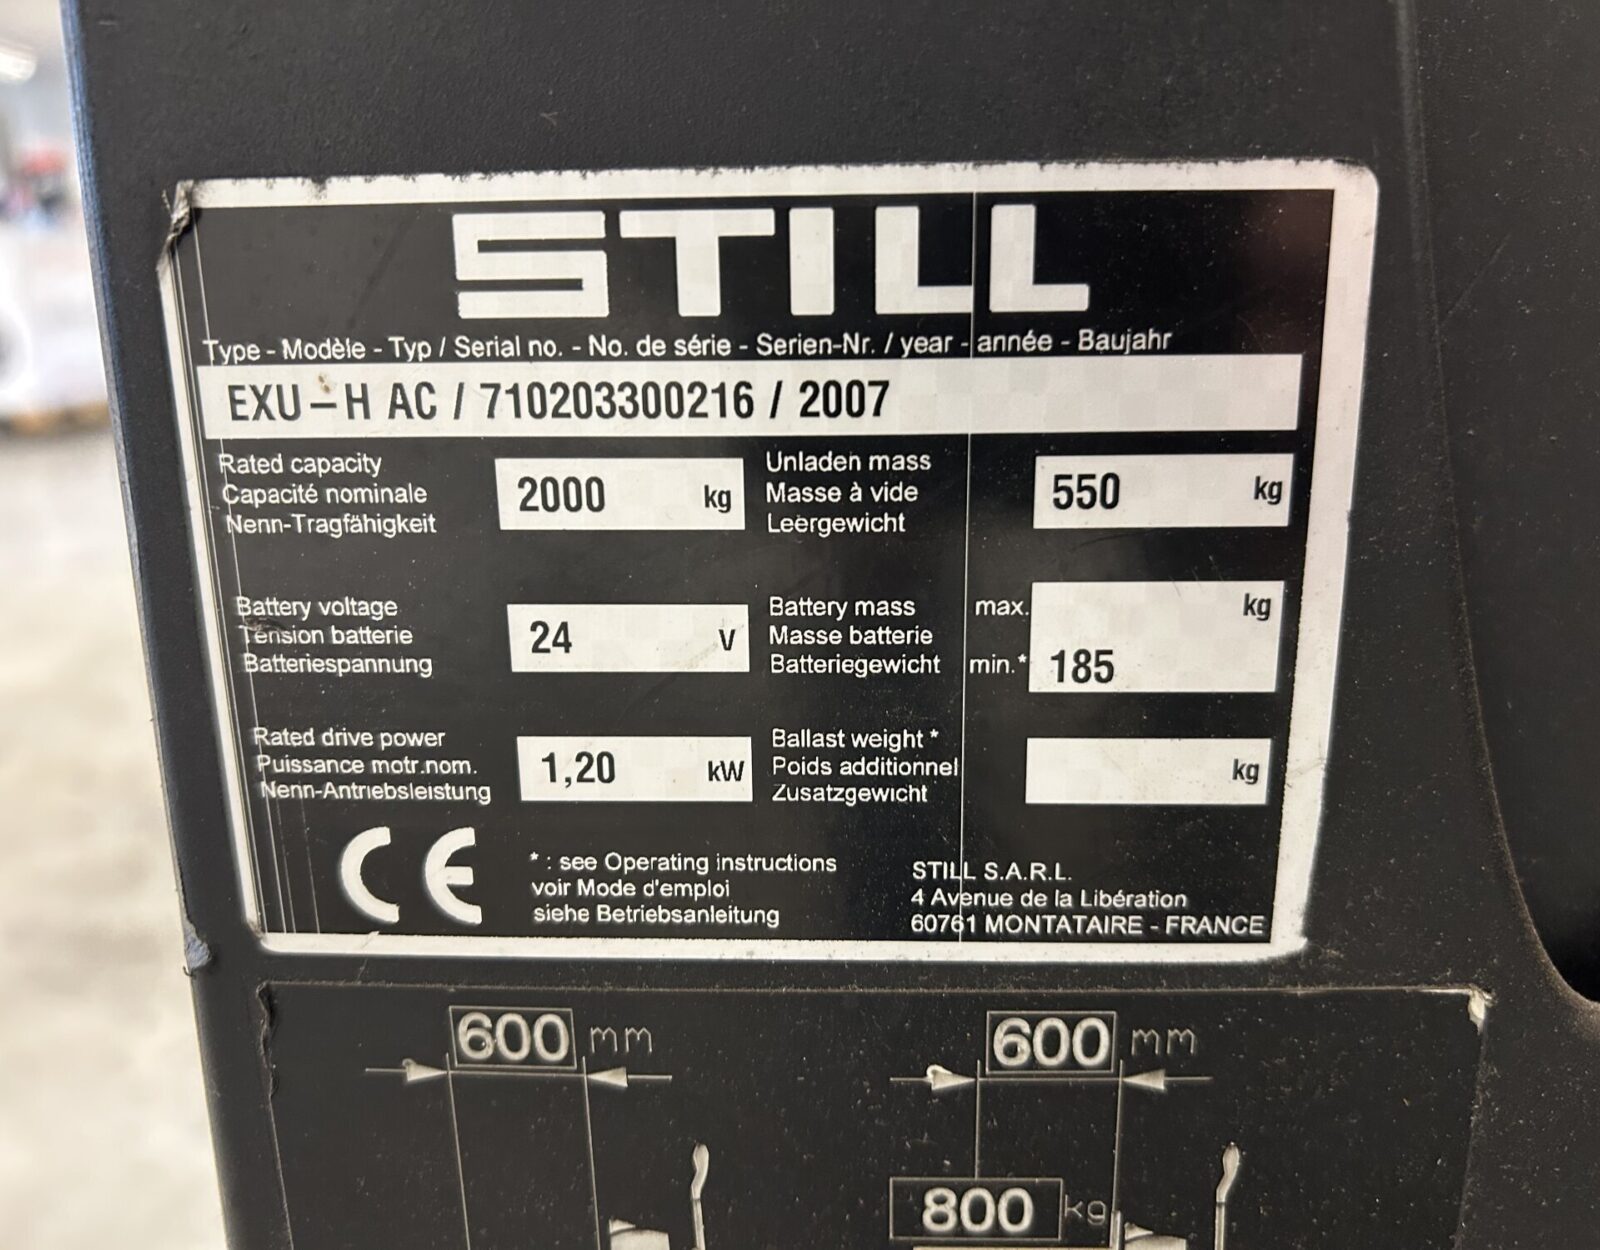 STILL
Type - Modèle - Typ / Serial no. - No. de série - Serien-Nr. / year - année - Baujahr
EXU - H AC / 710203300216 / 2007
Rated capacity
Capacité nominale
Nenn-Tragfähigkeit
2000 kg
Unladen mass
Masse à vide
Leergewicht
550 kg
Battery voltage
Tension batterie
Batteriespannung
24 V
Battery mass
Masse batterie
Batteriegewicht
max. kg
min.* 185
Rated drive power
Puissance motr.nom.
Nenn-Antriebsleistung
1,20 kW
Ballast weight *
Poids additionnel
Zusatzgewicht
kg
CE
* : see Operating instructions
voir Mode d'emploi
siehe Betriebsanleitung
STILL S.A.R.L.
4 Avenue de la Libération
60761 MONTATAIRE - FRANCE
600 mm
600 mm
800 kg